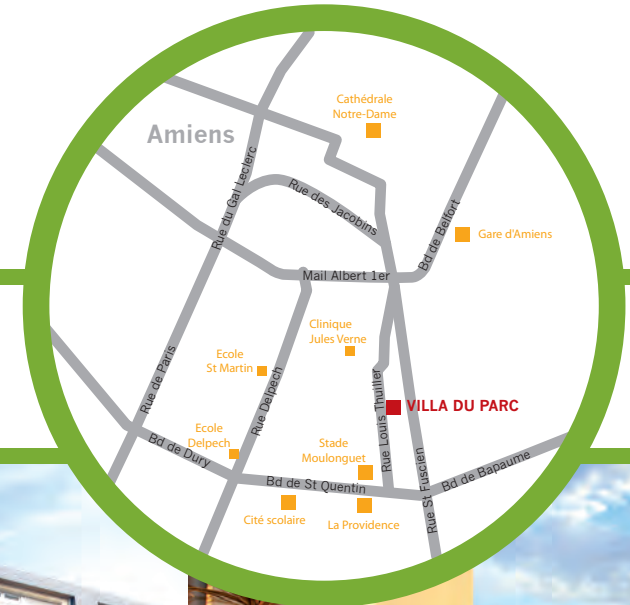 Cathédrale
Notre-Dame
Amiens
Rue du Gal Leclerc
Rue des Jacobins
Bd de Belfort
Gare d'Amiens
Mail Albert 1er
Clinique
Jules Verne
Ecole
St Martin
Rue de Paris
Rue Delpech
Rue Louis Thuiller
VILLA DU PARC
Ecole
Delpech
Bd de Dury
Stade
Moulonguet
Bd de St Quentin
Rue St Fuscien
Bd de Bapaume
Cité scolaire
La Providence